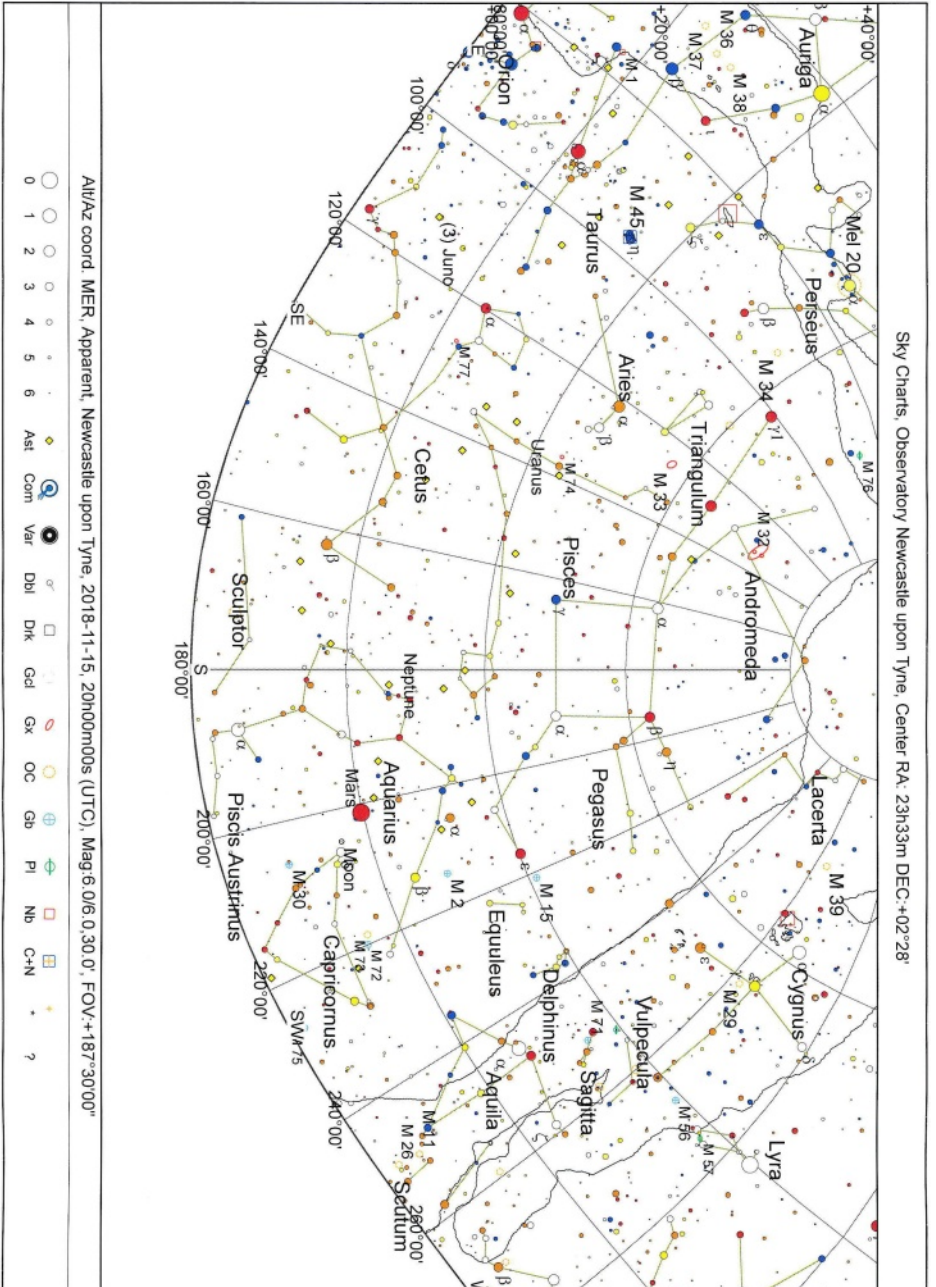 Sky Charts, Observatory Newcastle upon Tyne, Center RA: 23h33m DEC:+02°28'
+40°00'
Auriga
θ
β
α
M 36
M 38
M 37
+20°00'
β
ι
M 1
Mel 20
α
Perseus
ε
β
M 34
γ1
M 76
ζ
M 45
η
Taurus
α
Orion
α
E
80°00'
100°00'
Aries
α
β
Triangulum
M 33
M 32
Andromeda
α
β
η
Pisces
γ
α
Pegasus
M 74
Uranus
(3) Juno
α
M 77
γ
120°00'
SE
140°00'
Cetus
β
160°00'
Sculptor
180°00'
S
Lacerta
M 39
Cygnus
α
γ
δ
ε
M 29
Vulpecula
M 56
M 57
Lyra
M 71
Sagitta
Delphinus
Equuleus
M 15
ε
M 2
Neptune
Aquarius
α
β
Mars
α
Piscis Austrinus
200°00'
Moon
M 30
M 72
M 73
Capricornus
220°00'
SW
Aquila
α
ζ
M 11
M 26
Scutum
240°00'
260°00'
β
Alt/Az coord. MER, Apparent, Newcastle upon Tyne, 2018-11-15, 20h00m00s (UTC), Mag:6.0/6.0,30.0', FOV:+187°30'00"
0 1 2 3 4 5 6 Ast Com Var Dbl Drk Gcl Gx OC Gb Pl Nb C+N * ?